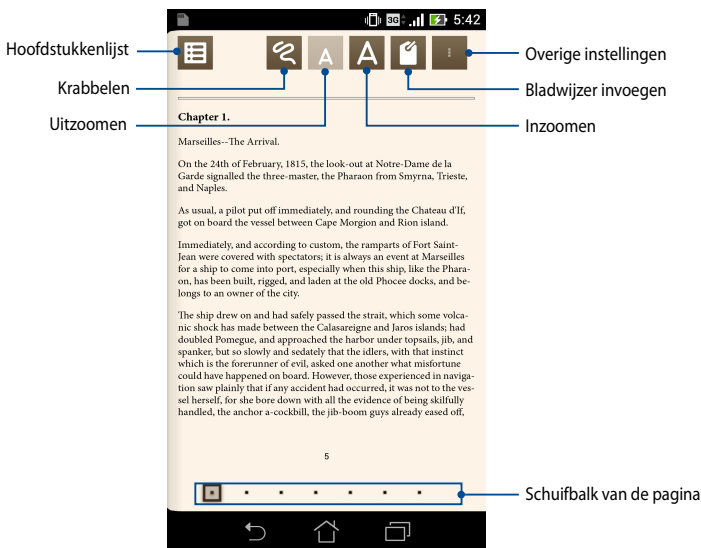 3G 5:42
Hoofdstukkenlijst
Krabbelen
Uitzoomen
A A
Overige instellingen
Bladwijzer invoegen
Inzoomen
Chapter 1.
Marseilles--The Arrival.
On the 24th of February, 1815, the look-out at Notre-Dame de la
Garde signalled the three-master, the Pharaon from Smyrna, Trieste,
and Naples.
As usual, a pilot put off immediately, and rounding the Chateau d'If,
got on board the vessel between Cape Morgion and Rion island.
Immediately, and according to custom, the ramparts of Fort Saint-
Jean were covered with spectators; it is always an event at Marseilles
for a ship to come into port, especially when this ship, like the Phara-
on, has been built, rigged, and laden at the old Phocee docks, and be-
longs to an owner of the city.
The ship drew on and had safely passed the strait, which some volca-
nic shock has made between the Calasareigne and Jaros islands; had
doubled Pomegue, and approached the harbor under topsails, jib, and
spanker, but so slowly and sedately that the idlers, with that instinct
which is the forerunner of evil, asked one another what misfortune
could have happened on board. However, those experienced in naviga-
tion saw plainly that if any accident had occurred, it was not to the ves-
sel herself, for she bore down with all the evidence of being skilfully
handled, the anchor a-cockbill, the jib-boom guys already eased off,
5
Schuifbalk van de pagina